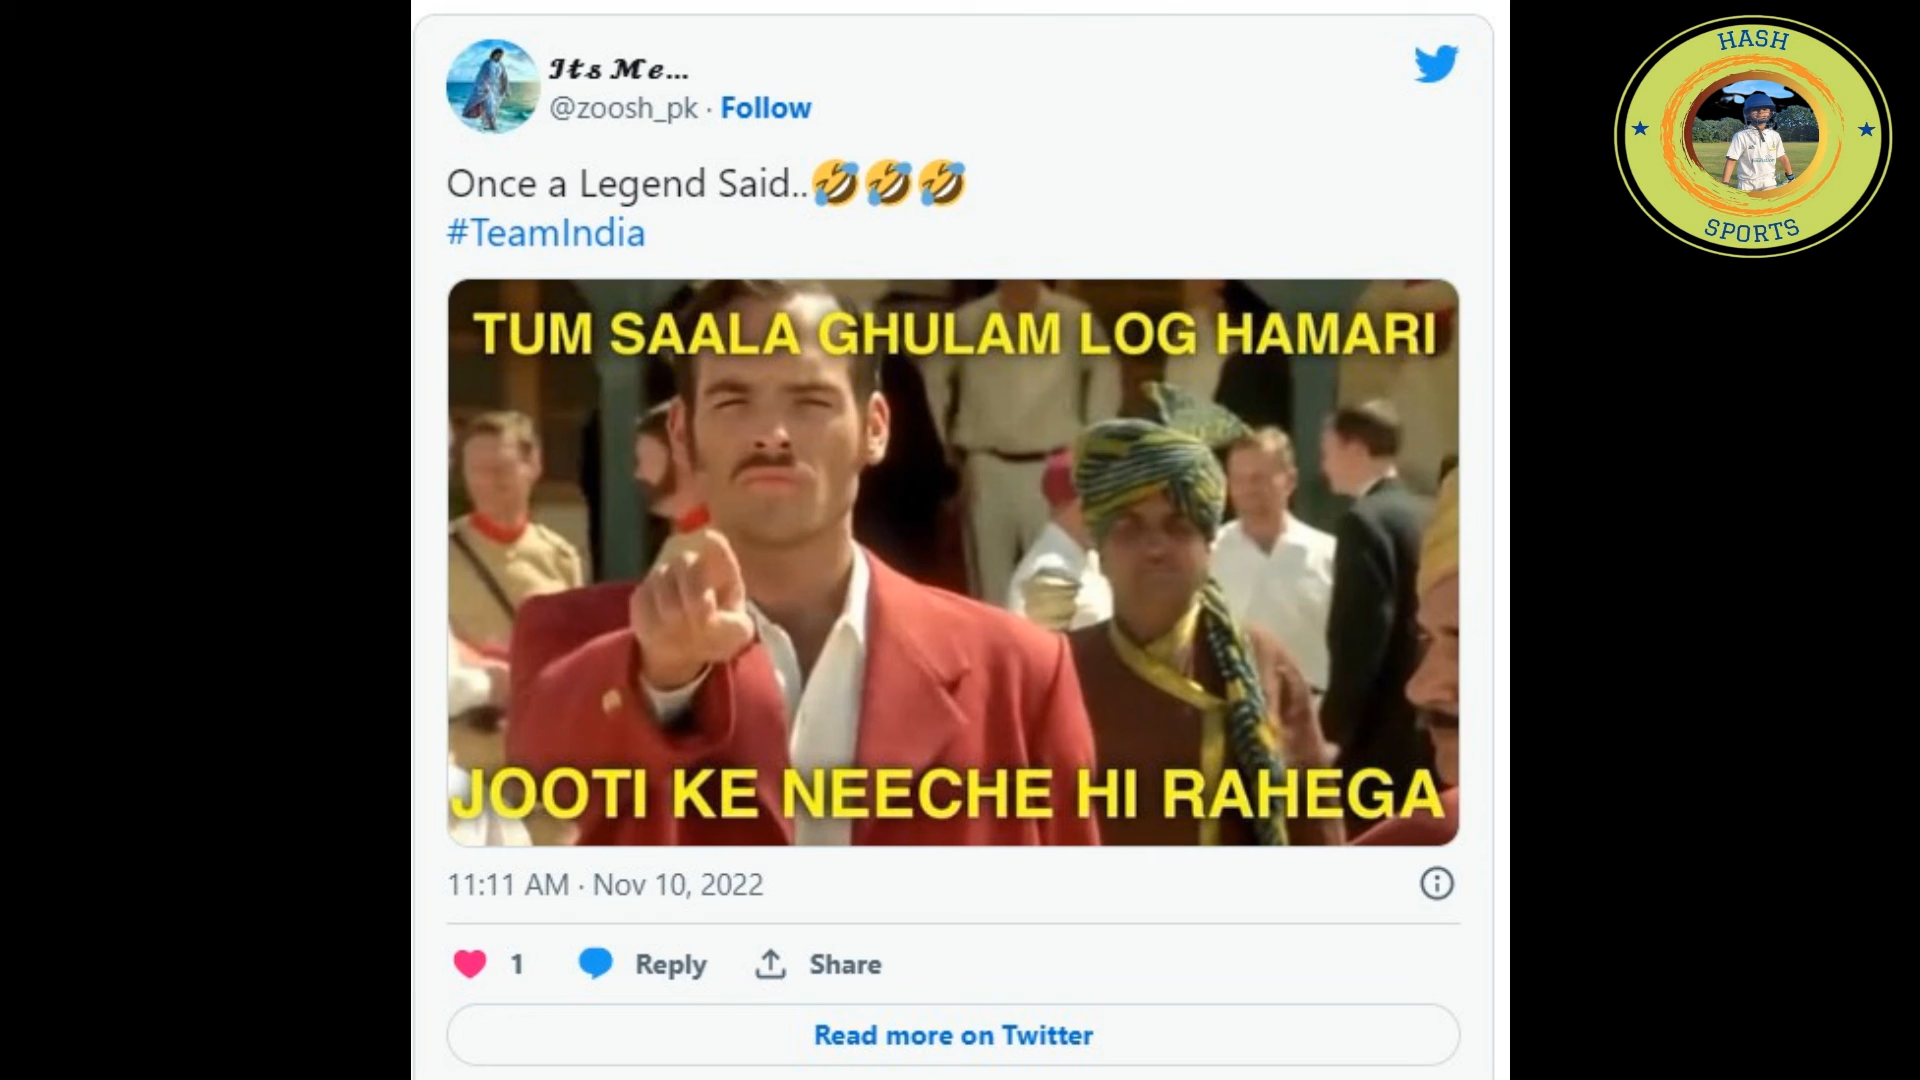 Its Me...
@zoosh_pk · Follow
Once a Legend Said..🤣🤣🤣
#TeamIndia
TUM SAALA GHULAM LOG HAMARI
JOOTI KE NEECHE HI RAHEGA
11:11 AM · Nov 10, 2022
1 Reply Share
Read more on Twitter
HASH
SPORTS